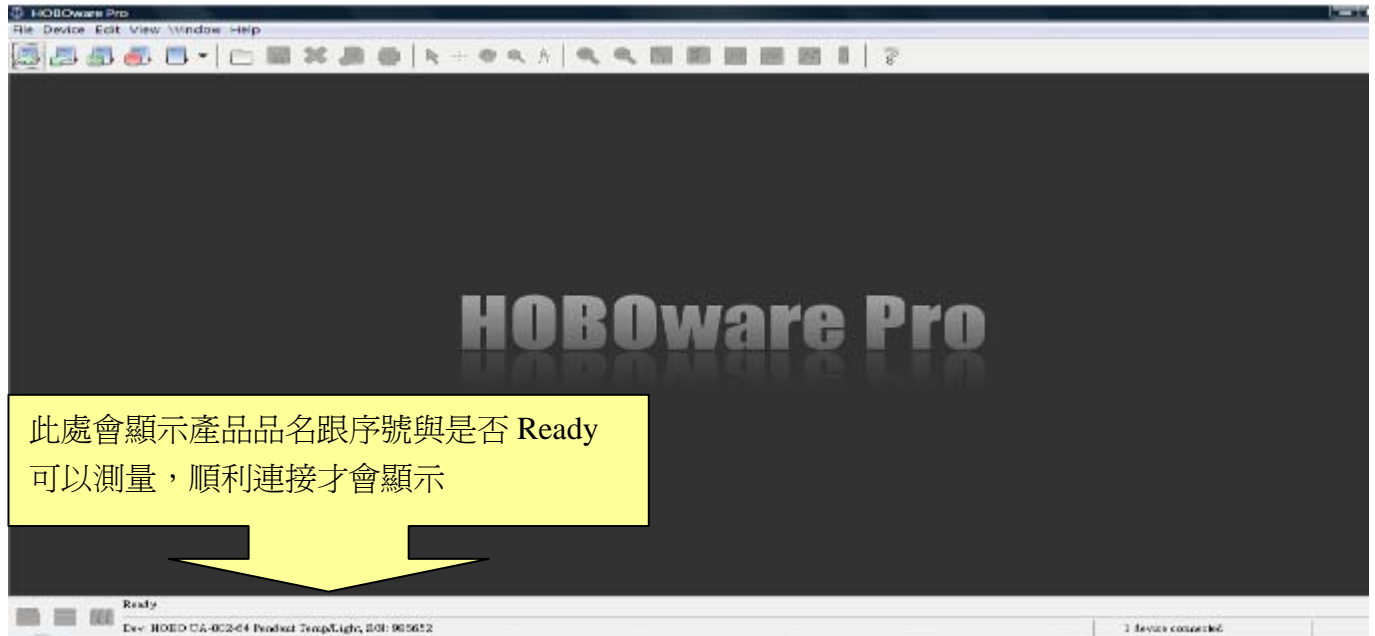 HOBOware Pro
File Device Edit View Window Help
HOBOware Pro
此處會顯示產品品名跟序號與是否 Ready
可以測量，順利連接才會顯示
Ready
Dev: HOBO UA-002-64 Pendant Temp/Light, S/N: 985652
1 device connected